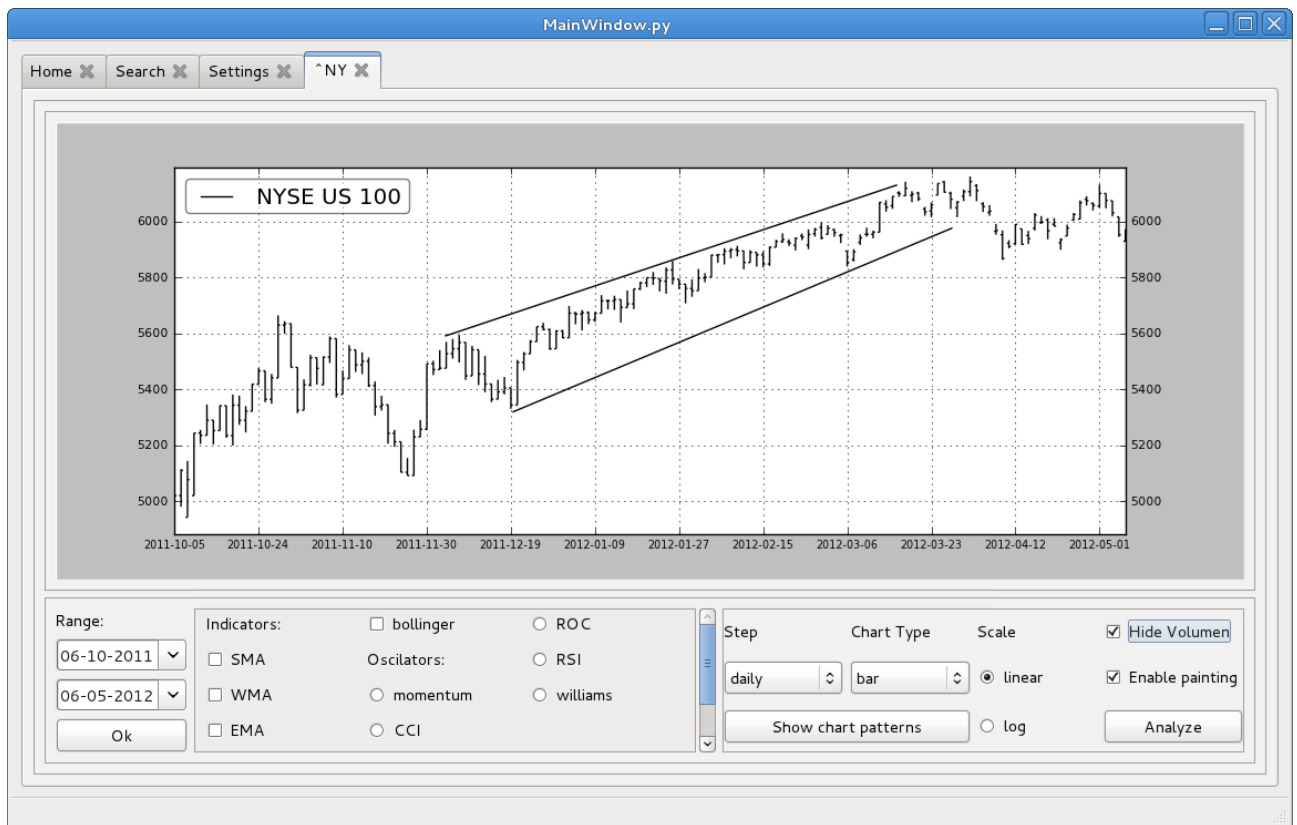 MainWindow.py
Home Search Settings ^NY
NYSE US 100
6000 6000
5800 5800
5600 5600
5400 5400
5200 5200
5000 5000
2011-10-05 2011-10-24 2011-11-10 2011-11-30 2011-12-19 2012-01-09 2012-01-27 2012-02-15 2012-03-06 2012-03-23 2012-04-12 2012-05-01
Range:
06-10-2011
06-05-2012
Ok
Indicators:
SMA
WMA
EMA
bollinger
Oscilators:
momentum
CCI
ROC
RSI
williams
Step
daily
Chart Type
bar
Show chart patterns
Scale
linear
log
Hide Volumen
Enable painting
Analyze